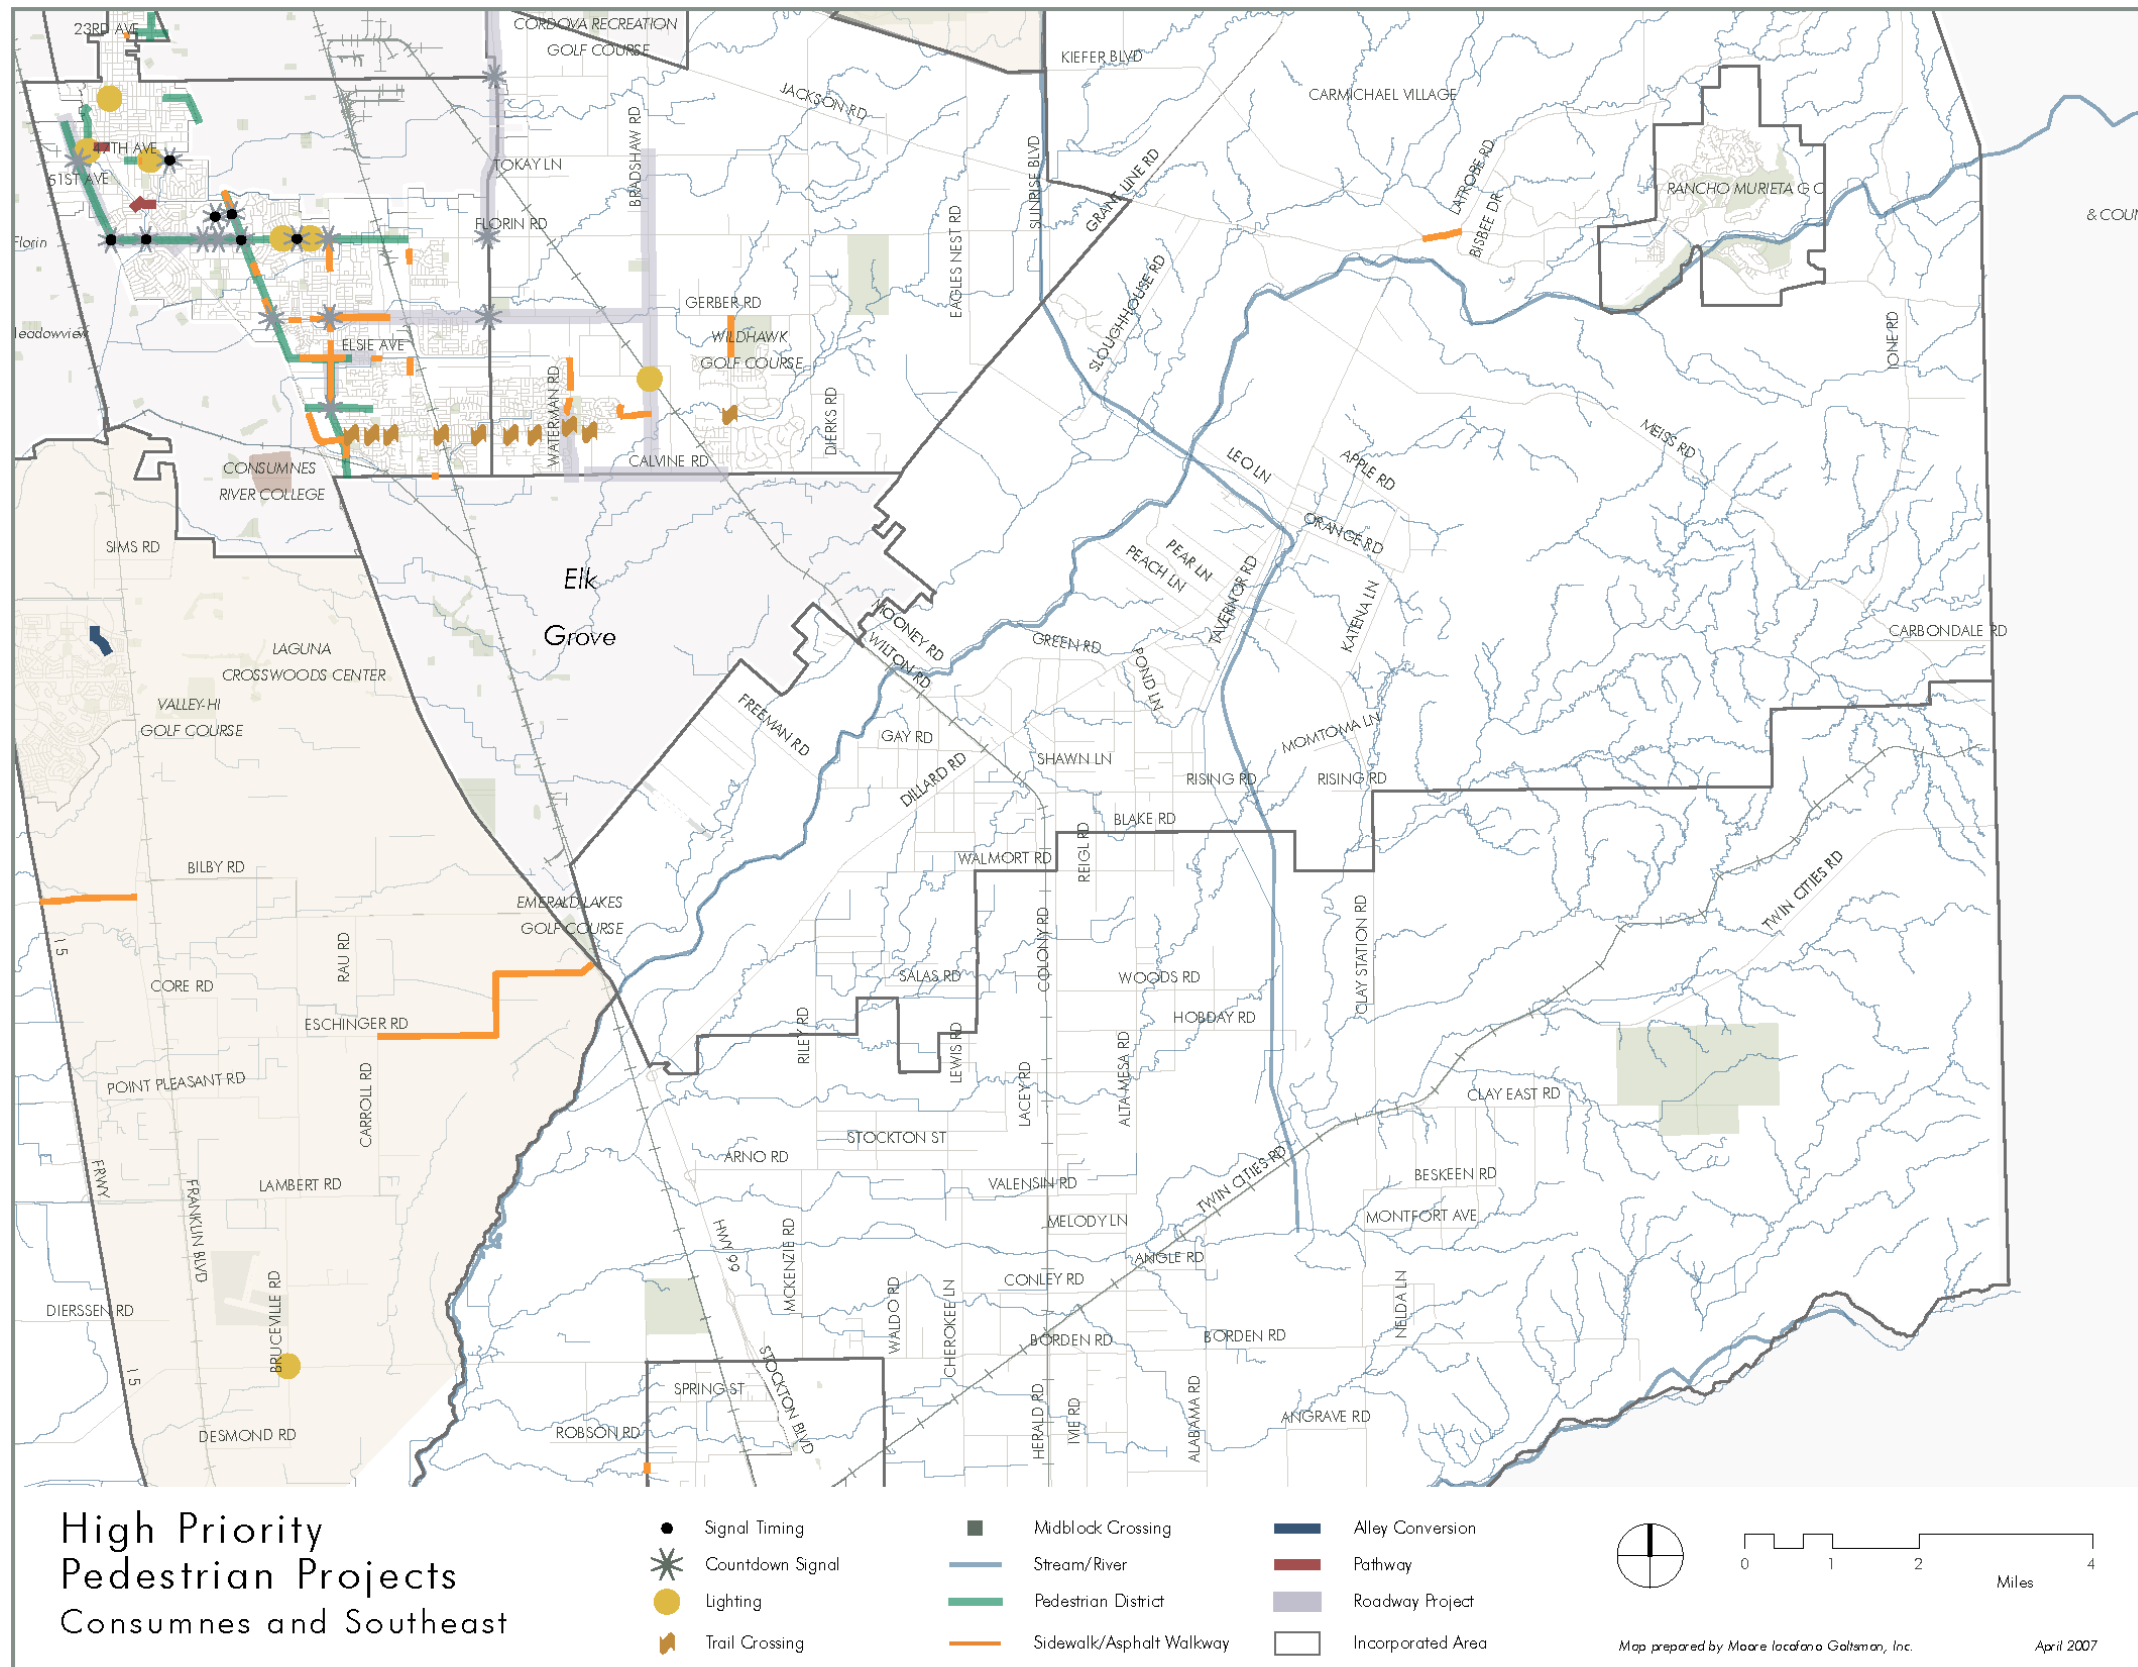 23RD AVE
CORDOVA RECREATION
GOLF COURSE
KIEFER BLVD
JACKSON RD
CARMICHAEL VILLAGE
BRADSHAW RD
47TH AVE
TOKAY LN
51ST AVE
SUNRISE BLVD
GRANT LINE RD
LATROBE RD
BISBEE DR
RANCHO MURIETA G C
& COUN
Florin
FLORIN RD
EAGLES NEST RD
SLOUGHHOUSE RD
GERBER RD
WILDHAWK
GOLF COURSE
IONE RD
leadowview
ELSIE AVE
WATERMAN RD
DIERKS RD
CALVINE RD
MEISS RD
LEO LN
APPLE RD
CONSUMNES
RIVER COLLEGE
ORANGE RD
SIMS RD
PEAR LN
PEACH LN
TAVERNOR RD
KATENA LN
Elk
Grove
MOONEY RD
WILTON RD
GREEN RD
POND LN
CARBONDALE RD
LAGUNA
CROSSWOODS CENTER
VALLEY-HI
GOLF COURSE
FREEMAN RD
GAY RD
DILLARD RD
SHAWN LN
MOMTOMA LN
RISING RD
RISING RD
BLAKE RD
BILBY RD
WALMORT RD
REIGL RD
TWIN CITIES RD
EMERALD LAKES
GOLF COURSE
I 5
RAU RD
COLONY RD
CLAY STATION RD
CORE RD
SALAS RD
WOODS RD
ESCHINGER RD
RILEY RD
LEWIS RD
HOBDAY RD
POINT PLEASANT RD
CARROLL RD
LACEY RD
ALTA MESA RD
CLAY EAST RD
STOCKTON ST
ARNO RD
FRWY
FRANKLIN BLVD
LAMBERT RD
VALENSIN RD
TWIN CITIES RD
BESKEEN RD
MELODY LN
MONTFORT AVE
HWY 99
MCKENZIE RD
ANGLE RD
CONLEY RD
DIERSSEN RD
BRUCEVILLE RD
WALDO RD
CHEROKEE LN
BORDEN RD
BORDEN RD
NELDA LN
I 5
STOCKTON BLVD
SPRING ST
HERALD RD
IVIE RD
ALABAMA RD
ANGRAVE RD
DESMOND RD
ROBSON RD
High Priority
Pedestrian Projects
Consumnes and Southeast
Signal Timing
Countdown Signal
Lighting
Trail Crossing
Midblock Crossing
Stream/River
Pedestrian District
Sidewalk/Asphalt Walkway
Alley Conversion
Pathway
Roadway Project
Incorporated Area
0 1 2 4
Miles
Map prepared by Moore Iacofano Goltsman, Inc.
April 2007